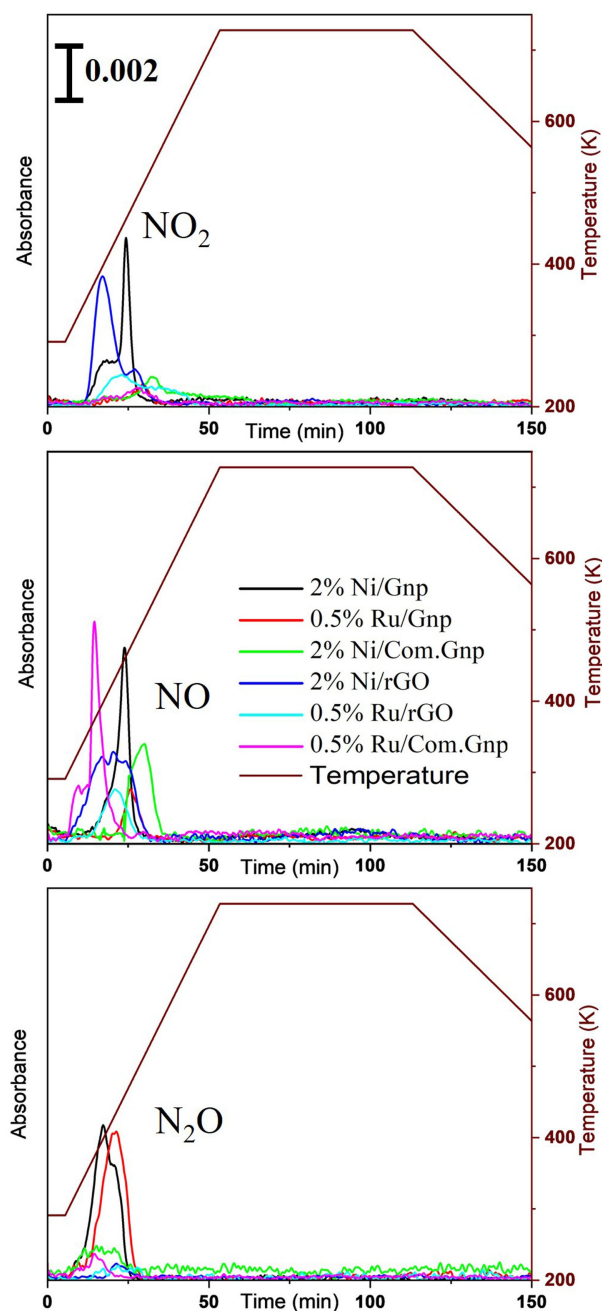 0.002
Absorbance
NO₂
600
400
200
Temperature (K)
0
50
100
150
Time (min)
Absorbance
NO
2% Ni/Gnp
0.5% Ru/Gnp
2% Ni/Com.Gnp
2% Ni/rGO
0.5% Ru/rGO
0.5% Ru/Com.Gnp
Temperature
600
400
200
Temperature (K)
0
50
100
150
Time (min)
Absorbance
N₂O
600
400
200
Temperature (K)
0
50
100
150
Time (min)